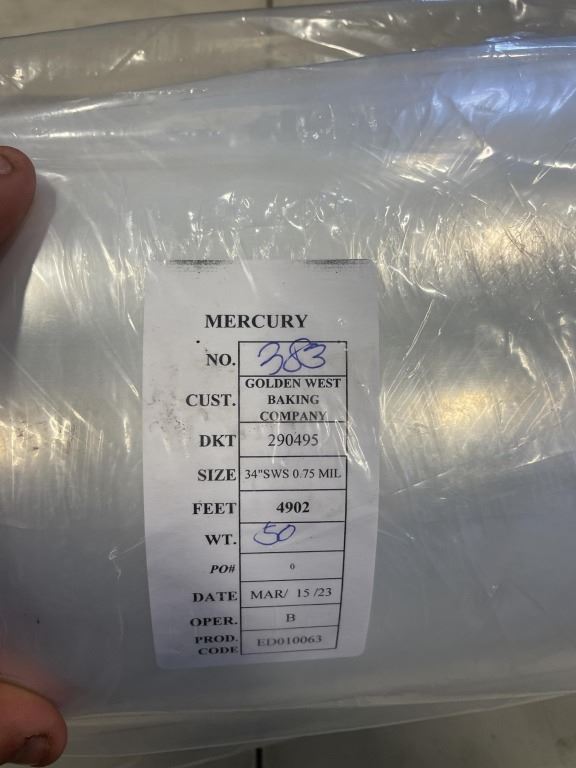 MERCURY
NO. 383
CUST. GOLDEN WEST
BAKING
COMPANY
DKT 290495
SIZE 34"SWS 0.75 MIL
FEET 4902
WT. 50
PO# 0
DATE MAR/ 15 /23
OPER. B
PROD.
CODE ED010063